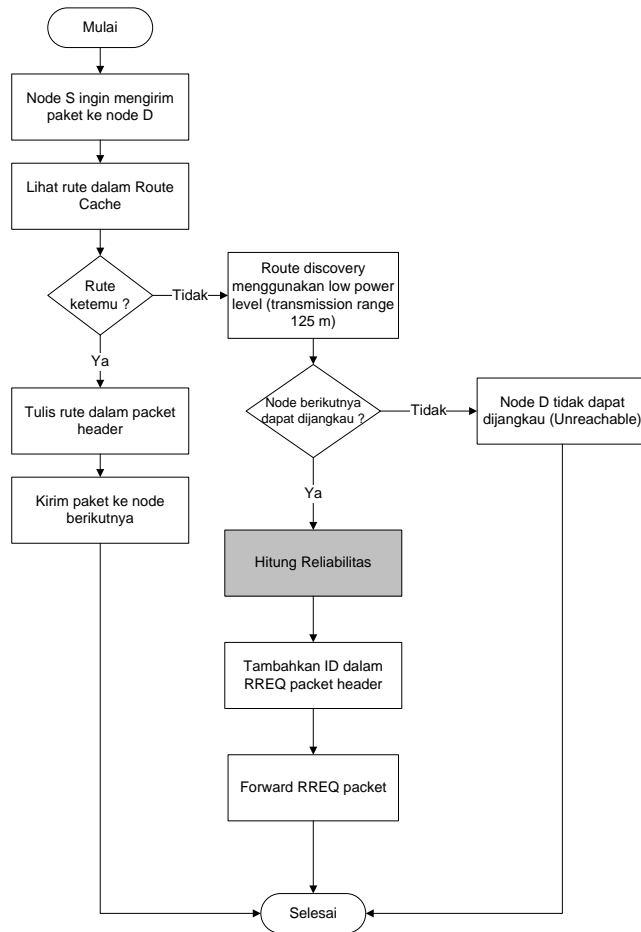 Mulai
Node S ingin mengirim
paket ke node D
Lihat rute dalam Route
Cache
Rute
ketemu ?
Tidak
Route discovery
menggunakan low power
level (transmission range
125 m)
Ya
Tulis rute dalam packet
header
Kirim paket ke node
berikutnya
Node berikutnya
dapat dijangkau ?
Tidak
Node D tidak dapat
dijangkau (Unreachable)
Ya
Hitung Reliabilitas
Tambahkan ID dalam
RREQ packet header
Forward RREQ packet
Selesai